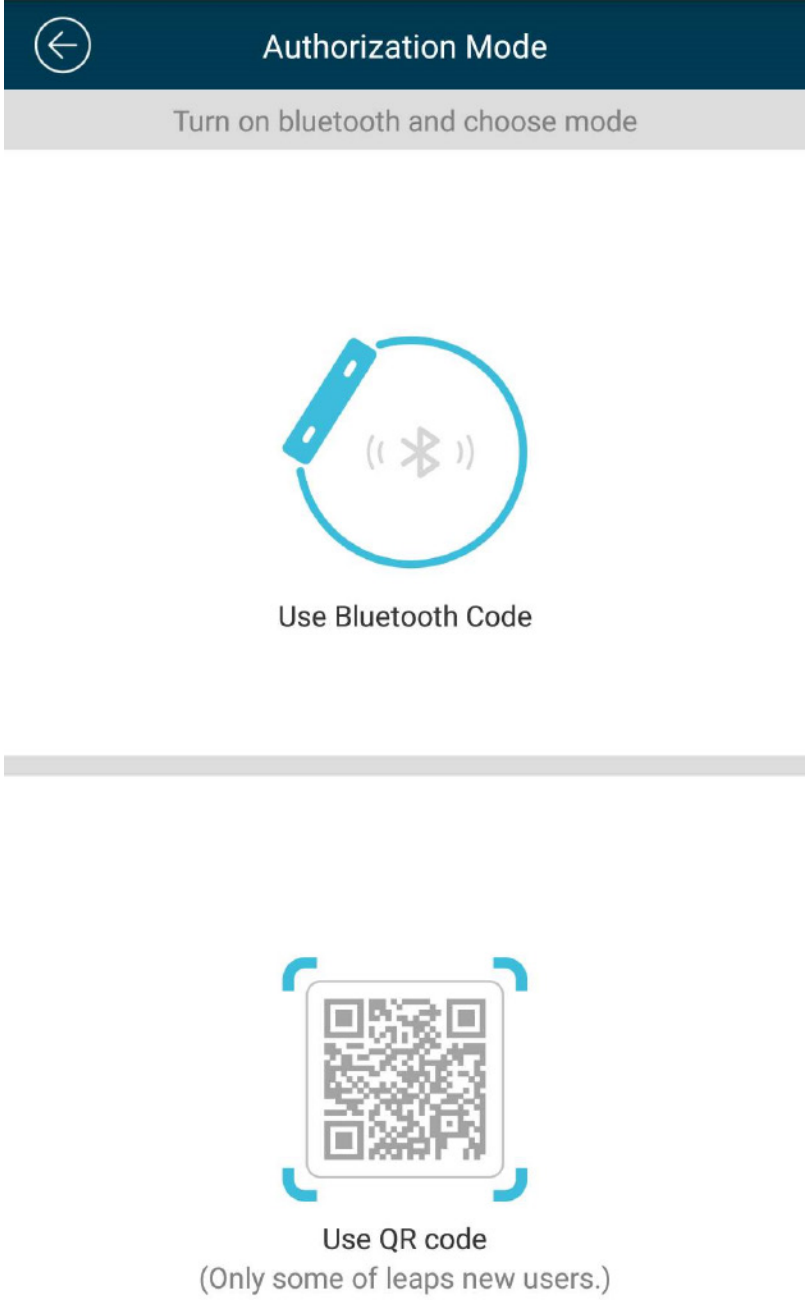 Authorization Mode
Turn on bluetooth and choose mode
Use Bluetooth Code
Use QR code
(Only some of leaps new users.)